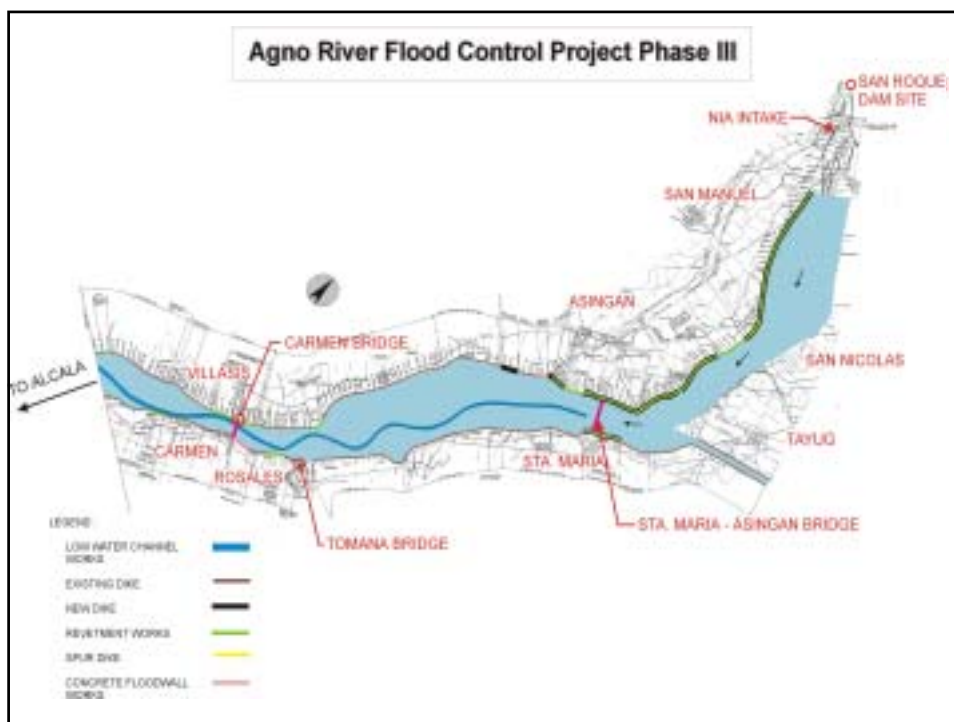 Agno River Flood Control Project Phase III
SAN ROQUE
DAM SITE
NIA INTAKE
SAN MANUEL
ASINGAN
CARMEN BRIDGE
VILLASIS
SAN NICOLAS
TO ALCALA
TAYUG
CARMEN
STA. MARIA
ROSALES
STA. MARIA - ASINGAN BRIDGE
TOMANA BRIDGE
LEGEND
LOW WATER CHANNEL
WORKS
EXISTING DIKE
NEW DIKE
REVETMENT WORKS
SPUR DIKE
CONCRETE FLOODWALL
WORKS